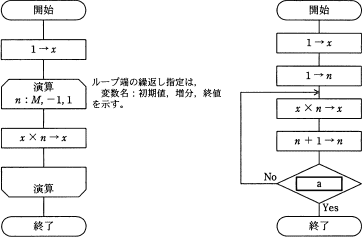 開始
1→x
演算
n：M, −1, 1
x × n → x
演算
終了
ループ端の繰返し指定は，
変数名；初期値，増分，終値
を示す。
開始
1→x
1→n
x × n → x
n + 1 → n
No
a
Yes
終了